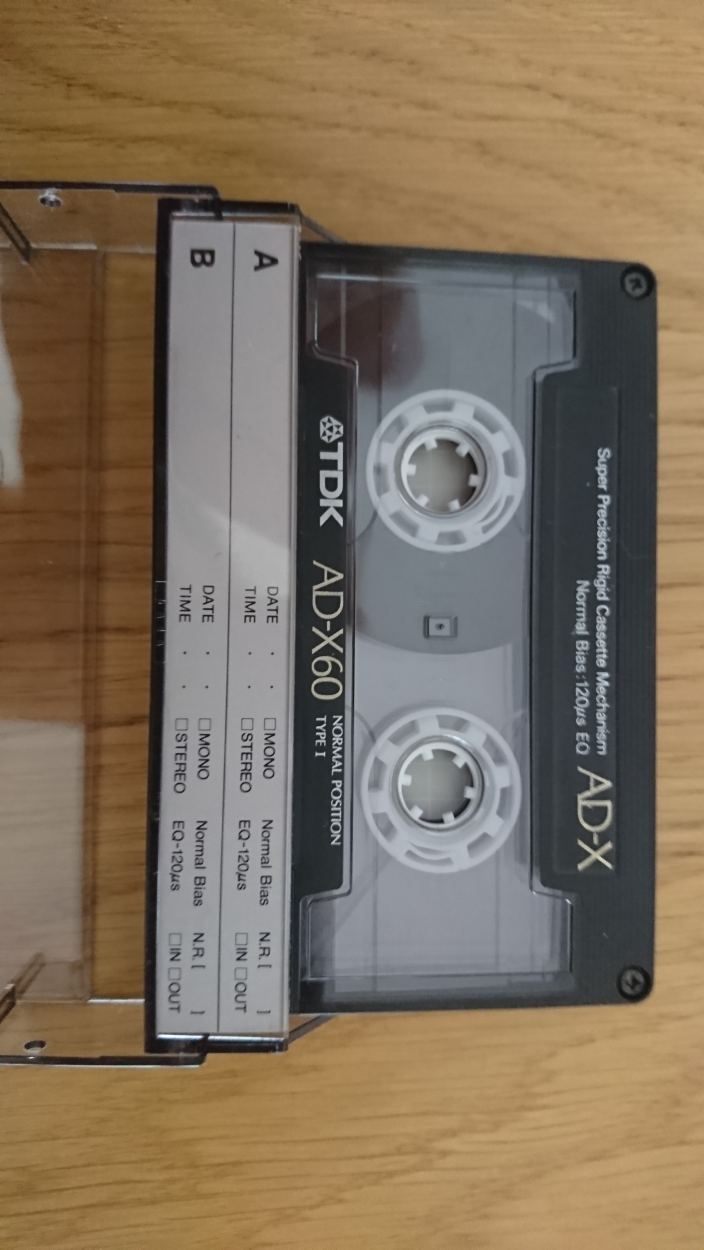 Super Precision Rigid Cassette Mechanism
Normal Bias:120μs EQ
AD-X
TDK AD-X60 NORMAL POSITION
TYPE I
A DATE . . □MONO Normal Bias N.R. [ ]
TIME . . □STEREO EQ-120μs □IN □OUT
B DATE . . □MONO Normal Bias N.R. [ ]
TIME . . □STEREO EQ-120μs □IN □OUT